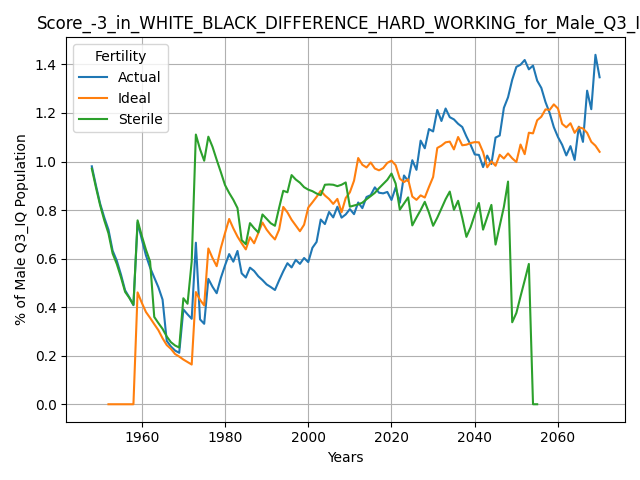 Score_-3_in_WHITE_BLACK_DIFFERENCE_HARD_WORKING_for_Male_Q3_I
Fertility
Actual
Ideal
Sterile
% of Male Q3_IQ Population
1.4
1.2
1.0
0.8
0.6
0.4
0.2
0.0
1960 1980 2000 2020 2040 2060
Years